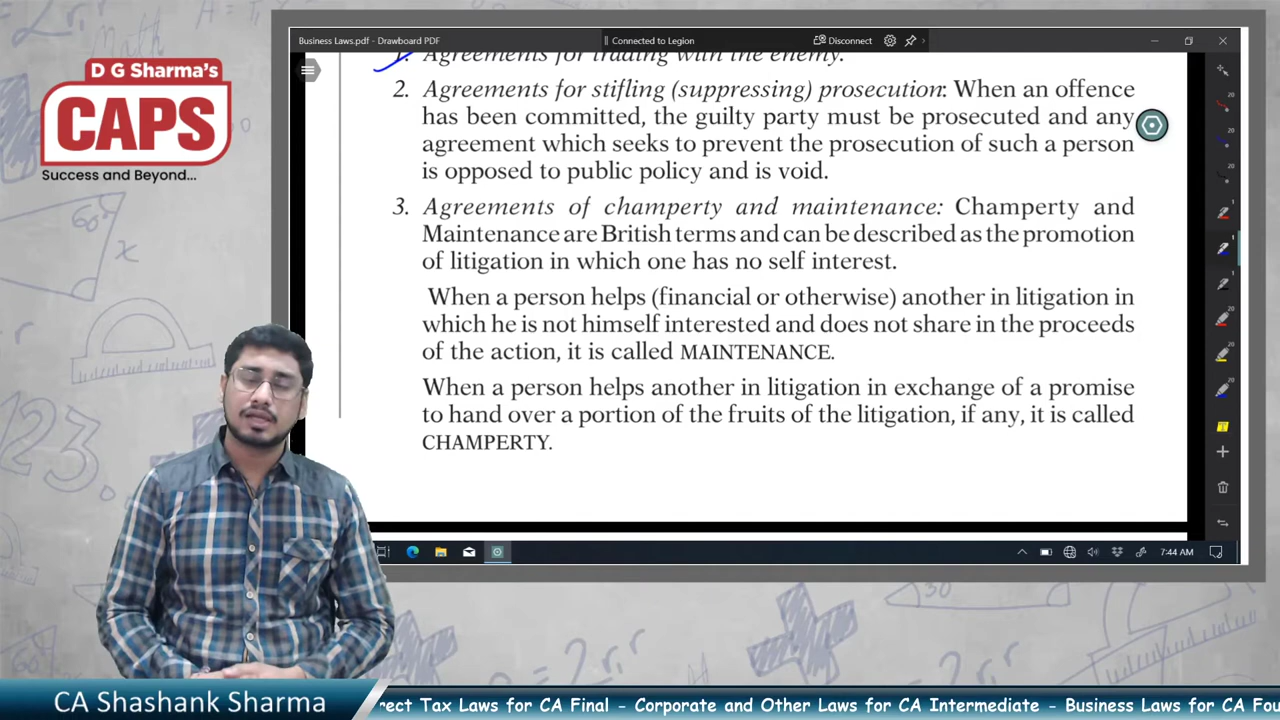 D G Sharma's
CAPS
Success and Beyond...
Business Laws.pdf - Drawboard PDF
Connected to Legion
Disconnect
1. Agreements for trading with the enemy.
2. Agreements for stifling (suppressing) prosecution: When an offence
has been committed, the guilty party must be prosecuted and any
agreement which seeks to prevent the prosecution of such a person
is opposed to public policy and is void.
3. Agreements of champerty and maintenance: Champerty and
Maintenance are British terms and can be described as the promotion
of litigation in which one has no self interest.
When a person helps (financial or otherwise) another in litigation in
which he is not himself interested and does not share in the proceeds
of the action, it is called MAINTENANCE.
When a person helps another in litigation in exchange of a promise
to hand over a portion of the fruits of the litigation, if any, it is called
CHAMPERTY.
7:44 AM
CA Shashank Sharma
rect Tax Laws for CA Final - Corporate and Other Laws for CA Intermediate - Business Laws for CA Fou